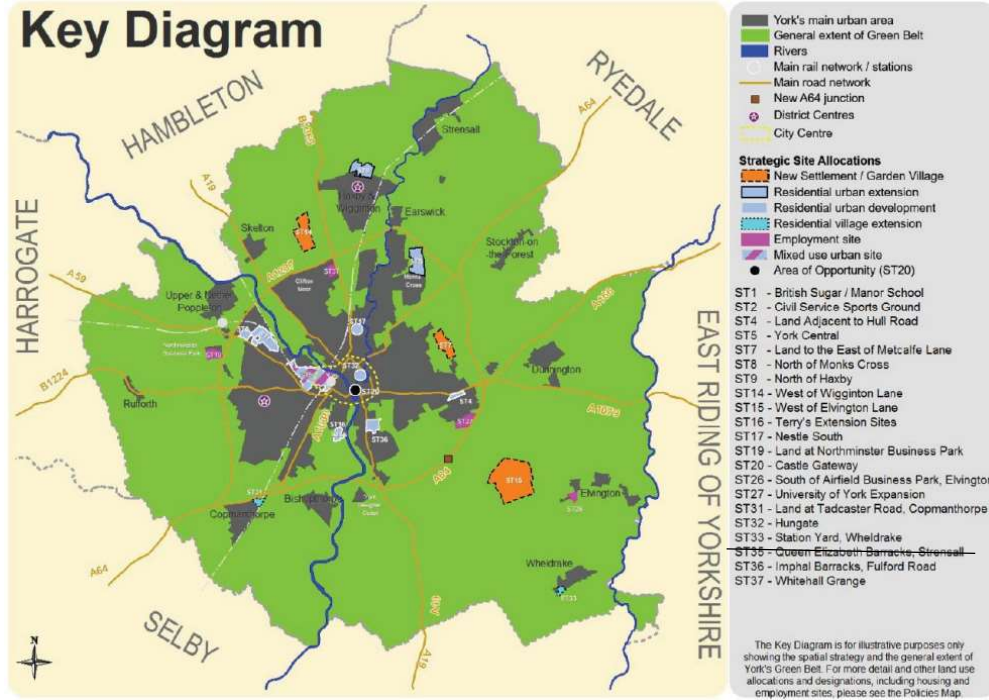 Key Diagram
HAMBLETON
RYEDALE
HARROGATE
EAST RIDING OF YORKSHIRE
SELBY
A64
A19
Strensall
Earswick
Skelton
Stockton-on
-the-Forest
A1237
Clifton
Moor
ST37
A59
Upper & Nether
Poppleton
ST17
A166
ST19
ST32
Dunnington
B1224
Rufforth
ST4
ST27
A1079
ST36
A64
ST15
ST31
Copmanthorpe
Bishopthorpe
Elvington
ST26
Wheldrake
ST33
A64
A19
N
York's main urban area
General extent of Green Belt
Rivers
Main rail network / stations
Main road network
New A64 junction
District Centres
City Centre
Strategic Site Allocations
New Settlement / Garden Village
Residential urban extension
Residential urban development
Residential village extension
Employment site
Mixed use urban site
Area of Opportunity (ST20)
ST1 - British Sugar / Manor School
ST2 - Civil Service Sports Ground
ST4 - Land Adjacent to Hull Road
ST5 - York Central
ST7 - Land to the East of Metcalfe Lane
ST8 - North of Monks Cross
ST9 - North of Haxby
ST14 - West of Wigginton Lane
ST15 - West of Elvington Lane
ST16 - Terry's Extension Sites
ST17 - Nestle South
ST19 - Land at Northminster Business Park
ST20 - Castle Gateway
ST26 - South of Airfield Business Park, Elvington
ST27 - University of York Expansion
ST31 - Land at Tadcaster Road, Copmanthorpe
ST32 - Hungate
ST33 - Station Yard, Wheldrake
ST35 - Queen Elizabeth Barracks, Strensall
ST36 - Imphal Barracks, Fulford Road
ST37 - Whitehall Grange
The Key Diagram is for illustrative purposes only
showing the spatial strategy and the general extent of
York's Green Belt. For more detail and other land use
allocations and designations, including housing and
employment sites, please see the Policies Map.